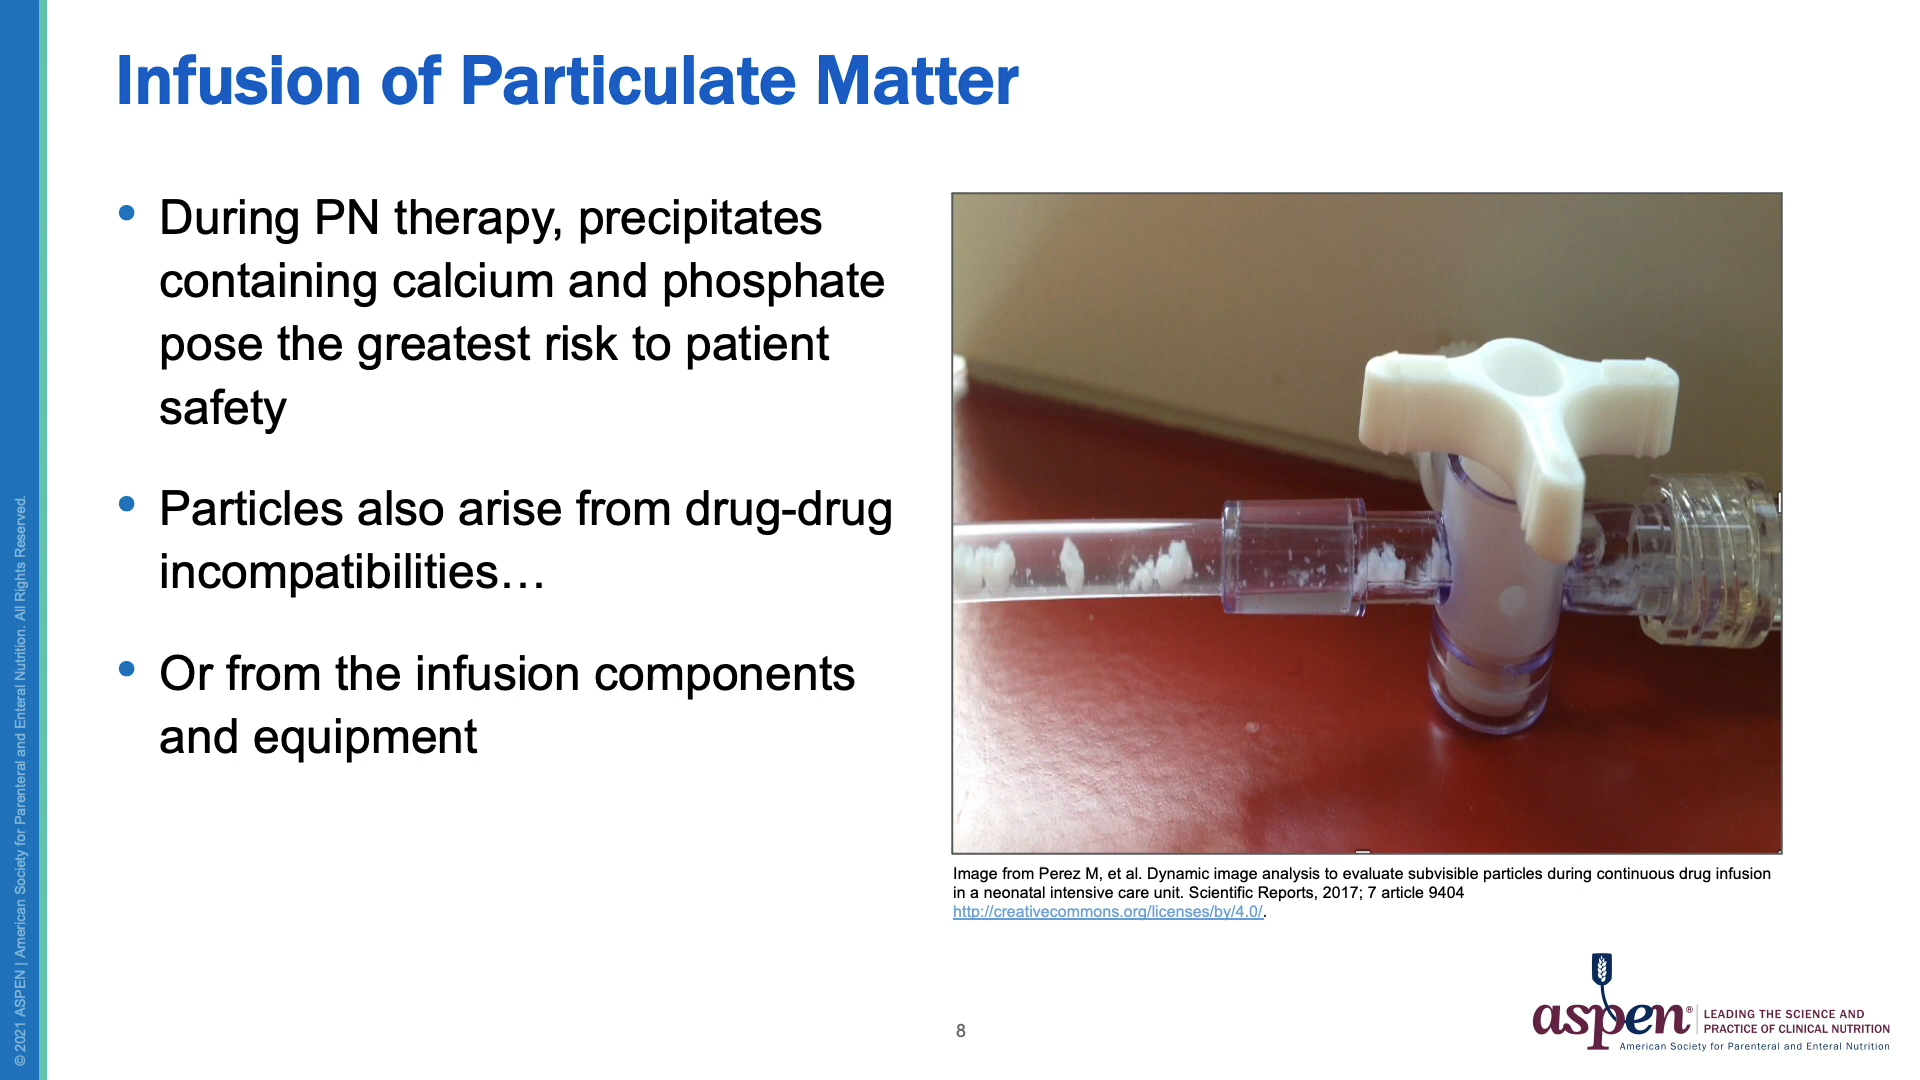 Infusion of Particulate Matter
• During PN therapy, precipitates
containing calcium and phosphate
pose the greatest risk to patient
safety
• Particles also arise from drug-drug
incompatibilities…
• Or from the infusion components
and equipment
Image from Perez M, et al. Dynamic image analysis to evaluate subvisible particles during continuous drug infusion
in a neonatal intensive care unit. Scientific Reports, 2017; 7 article 9404
http://creativecommons.org/licenses/by/4.0/.
© 2021 ASPEN | American Society for Parenteral and Enteral Nutrition. All Rights Reserved.
8
aspen®
LEADING THE SCIENCE AND
PRACTICE OF CLINICAL NUTRITION
American Society for Parenteral and Enteral Nutrition